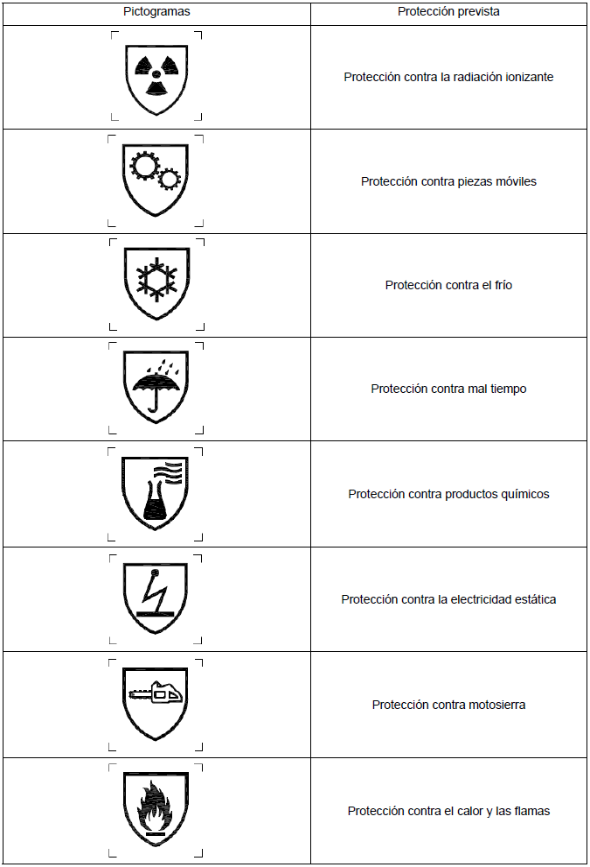 Pictogramas
Protección prevista
Protección contra la radiación ionizante
Protección contra piezas móviles
Protección contra el frío
Protección contra mal tiempo
Protección contra productos químicos
Protección contra la electricidad estática
Protección contra motosierra
Protección contra el calor y las flamas